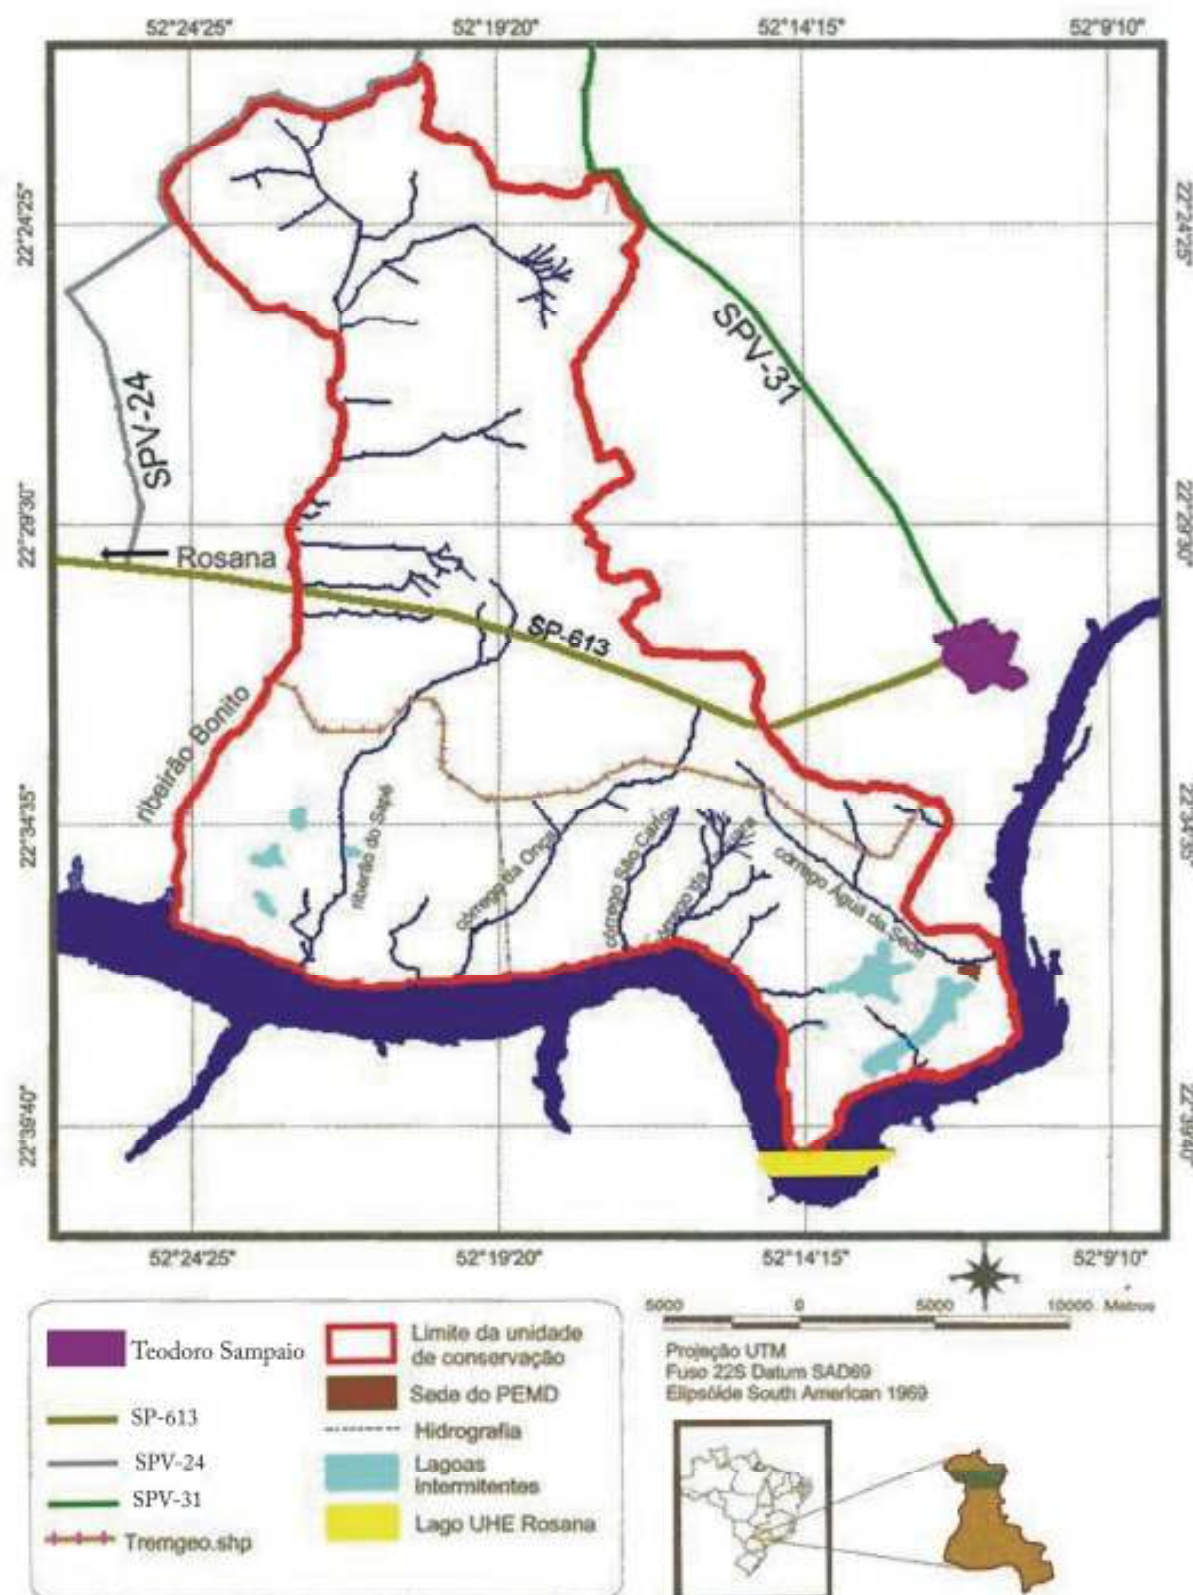 52°24'25"
52°19'20"
52°14'15"
52°9'10"
22°24'25"
22°24'25"
SPV-31
SPV-24
22°29'30"
22°29'30"
Rosana
SP-613
ribeirão Bonito
22°34'35"
22°34'35"
riberão do Sapé
córrego da Onça
córrego São Carlos
córrego da
córrego Água da Sede
22°39'40"
22°39'40"
52°24'25"
52°19'20"
52°14'15"
52°9'10"
5000 0 5000 10000 Metros
Teodoro Sampaio
SP-613
SPV-24
SPV-31
Tremgeo.shp
Limite da unidade
de conservação
Sede do PEMD
Hidrografia
Lagoas
Intermitentes
Lago UHE Rosana
Projeção UTM
Fuso 22S Datum SAD69
Elipsóide South American 1969